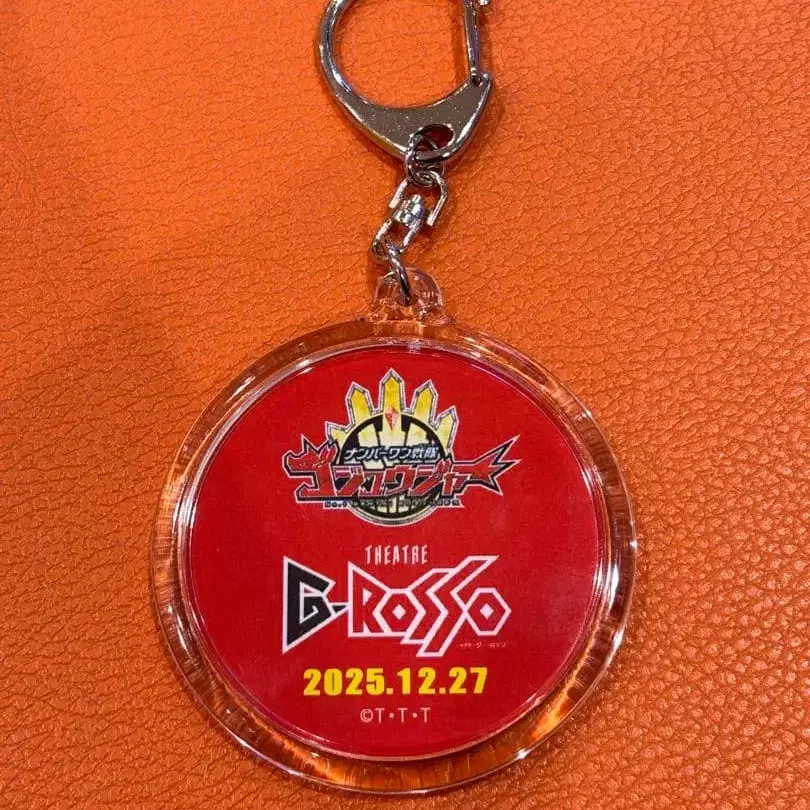 ナンバーワン戦隊
ゴジュウジャー
THEATRE
G-ROSSO
2025.12.27
©T・T・T